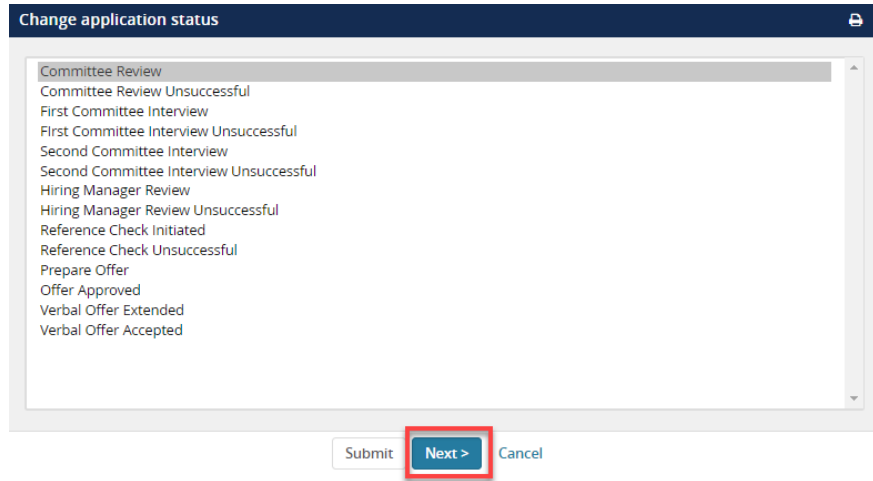 Change application status
Committee Review
Committee Review Unsuccessful
First Committee Interview
FIrst Committee Interview Unsuccessful
Second Committee Interview
Second Committee Interview Unsuccessful
Hiring Manager Review
Hiring Manager Review Unsuccessful
Reference Check Initiated
Reference Check Unsuccessful
Prepare Offer
Offer Approved
Verbal Offer Extended
Verbal Offer Accepted
Submit Next > Cancel